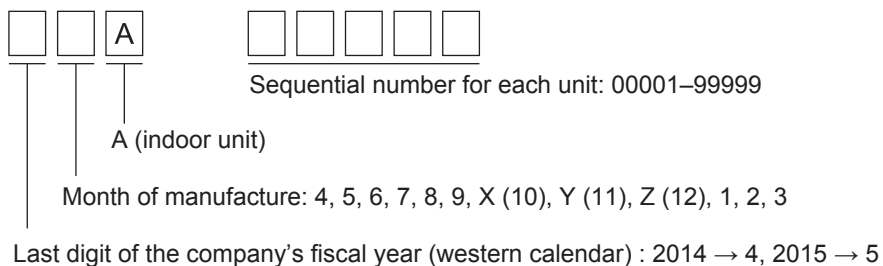 A
Sequential number for each unit: 00001–99999
A (indoor unit)
Month of manufacture: 4, 5, 6, 7, 8, 9, X (10), Y (11), Z (12), 1, 2, 3
Last digit of the company’s fiscal year (western calendar) : 2014 → 4, 2015 → 5